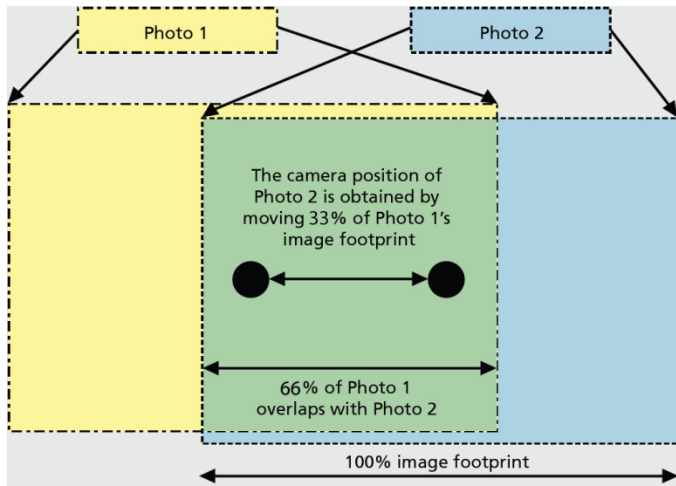 Photo 1
Photo 2
The camera position of
Photo 2 is obtained by
moving 33% of Photo 1's
image footprint
66% of Photo 1
overlaps with Photo 2
100% image footprint